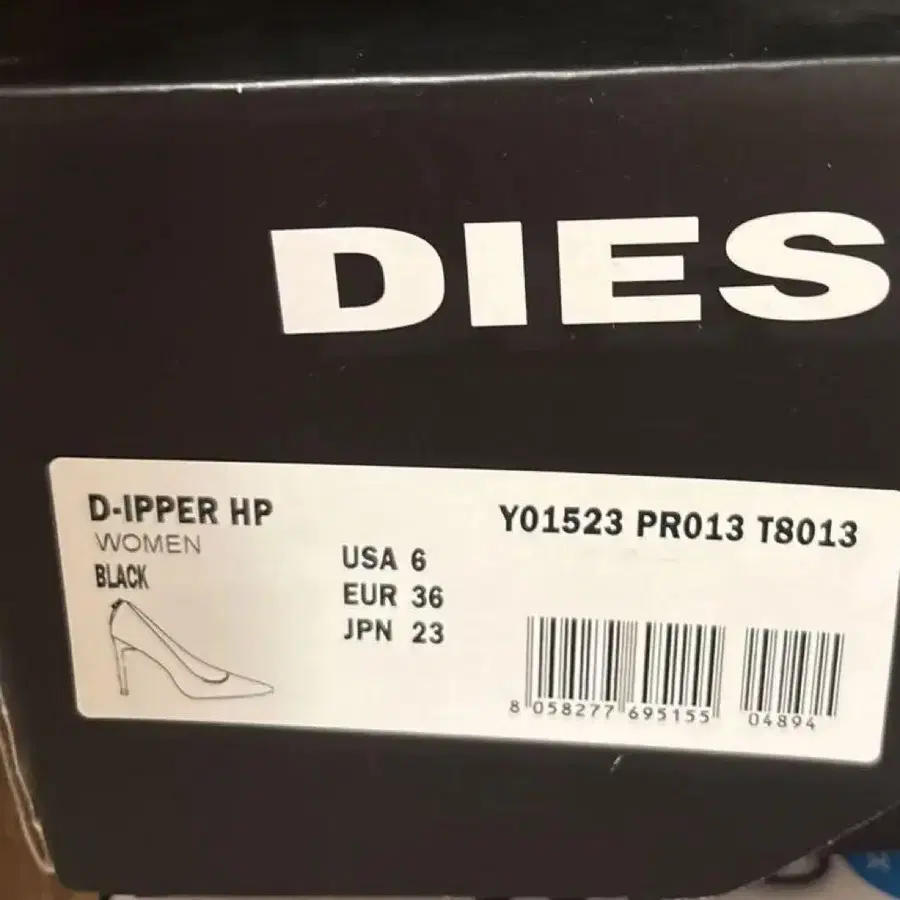 DIES
D-IPPER HP
WOMEN
BLACK
USA 6
EUR 36
JPN 23
Y01523 PR013 T8013
8 058277 695155
04894